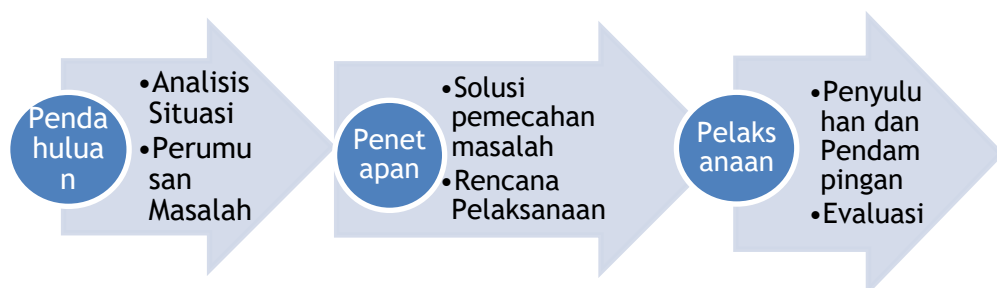 Penda
hulua
n
•Analisis
Situasi
•Perumu
san
Masalah
Penet
apan
•Solusi
pemecahan
masalah
•Rencana
Pelaksanaan
Pelaks
anaan
•Penyulu
han dan
Pendam
pingan
•Evaluasi